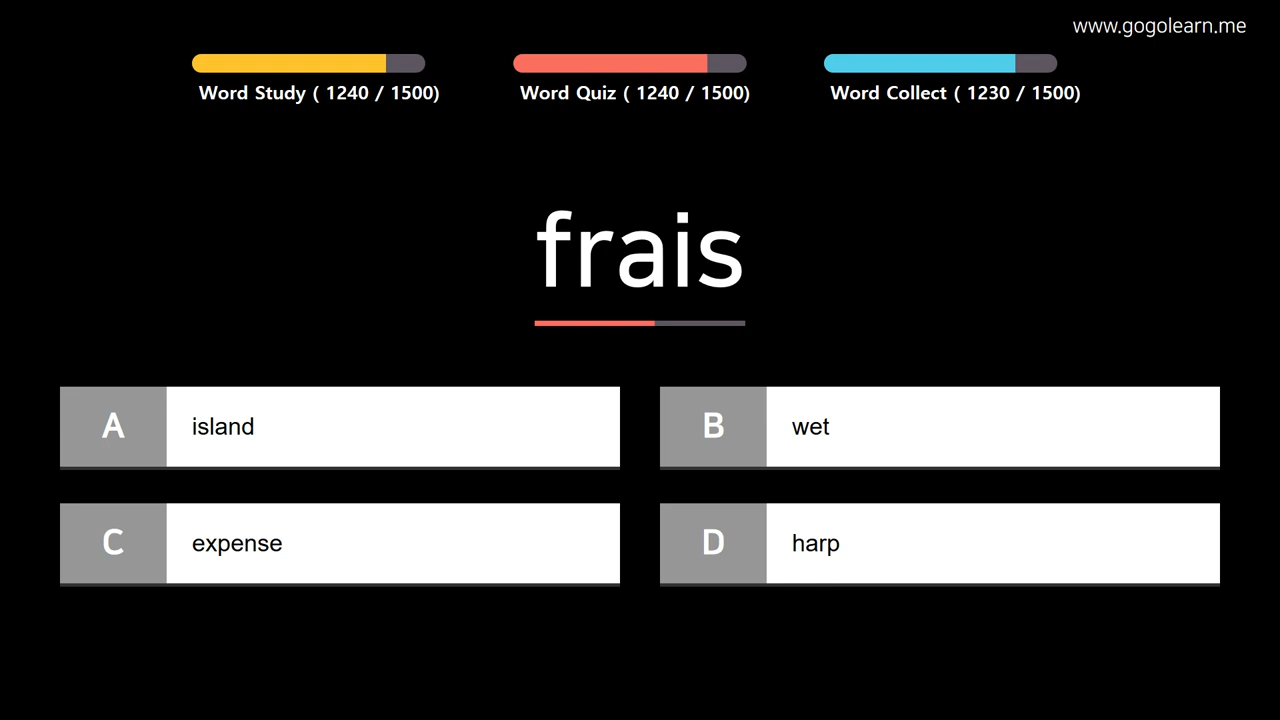 www.gogolearn.me
Word Study ( 1240 / 1500)
Word Quiz ( 1240 / 1500)
Word Collect ( 1230 / 1500)
frais
A island
B wet
C expense
D harp